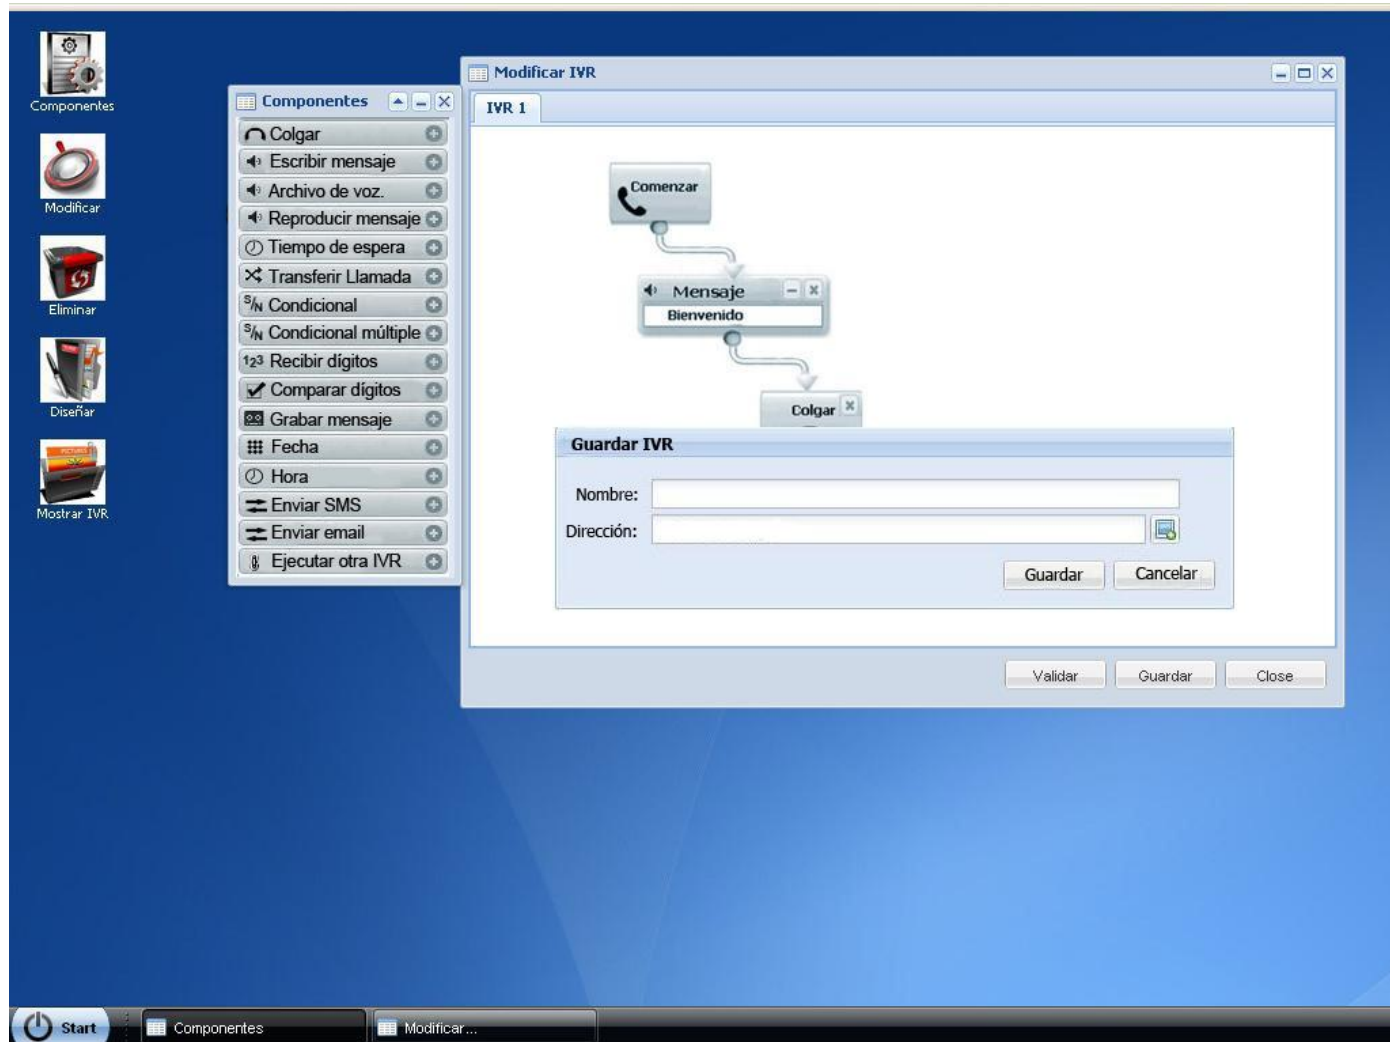 Componentes
Modificar
Eliminar
Diseñar
Mostrar IVR
Componentes
Colgar
Escribir mensaje
Archivo de voz.
Reproducir mensaje
Tiempo de espera
Transferir Llamada
S/N Condicional
S/N Condicional múltiple
123 Recibir dígitos
Comparar dígitos
Grabar mensaje
Fecha
Hora
Enviar SMS
Enviar email
Ejecutar otra IVR
Modificar IVR
IVR 1
Comenzar
Mensaje
Bienvenido
Colgar
Guardar IVR
Nombre:
Dirección:
Guardar Cancelar
Validar Guardar Close
Start Componentes Modificar...